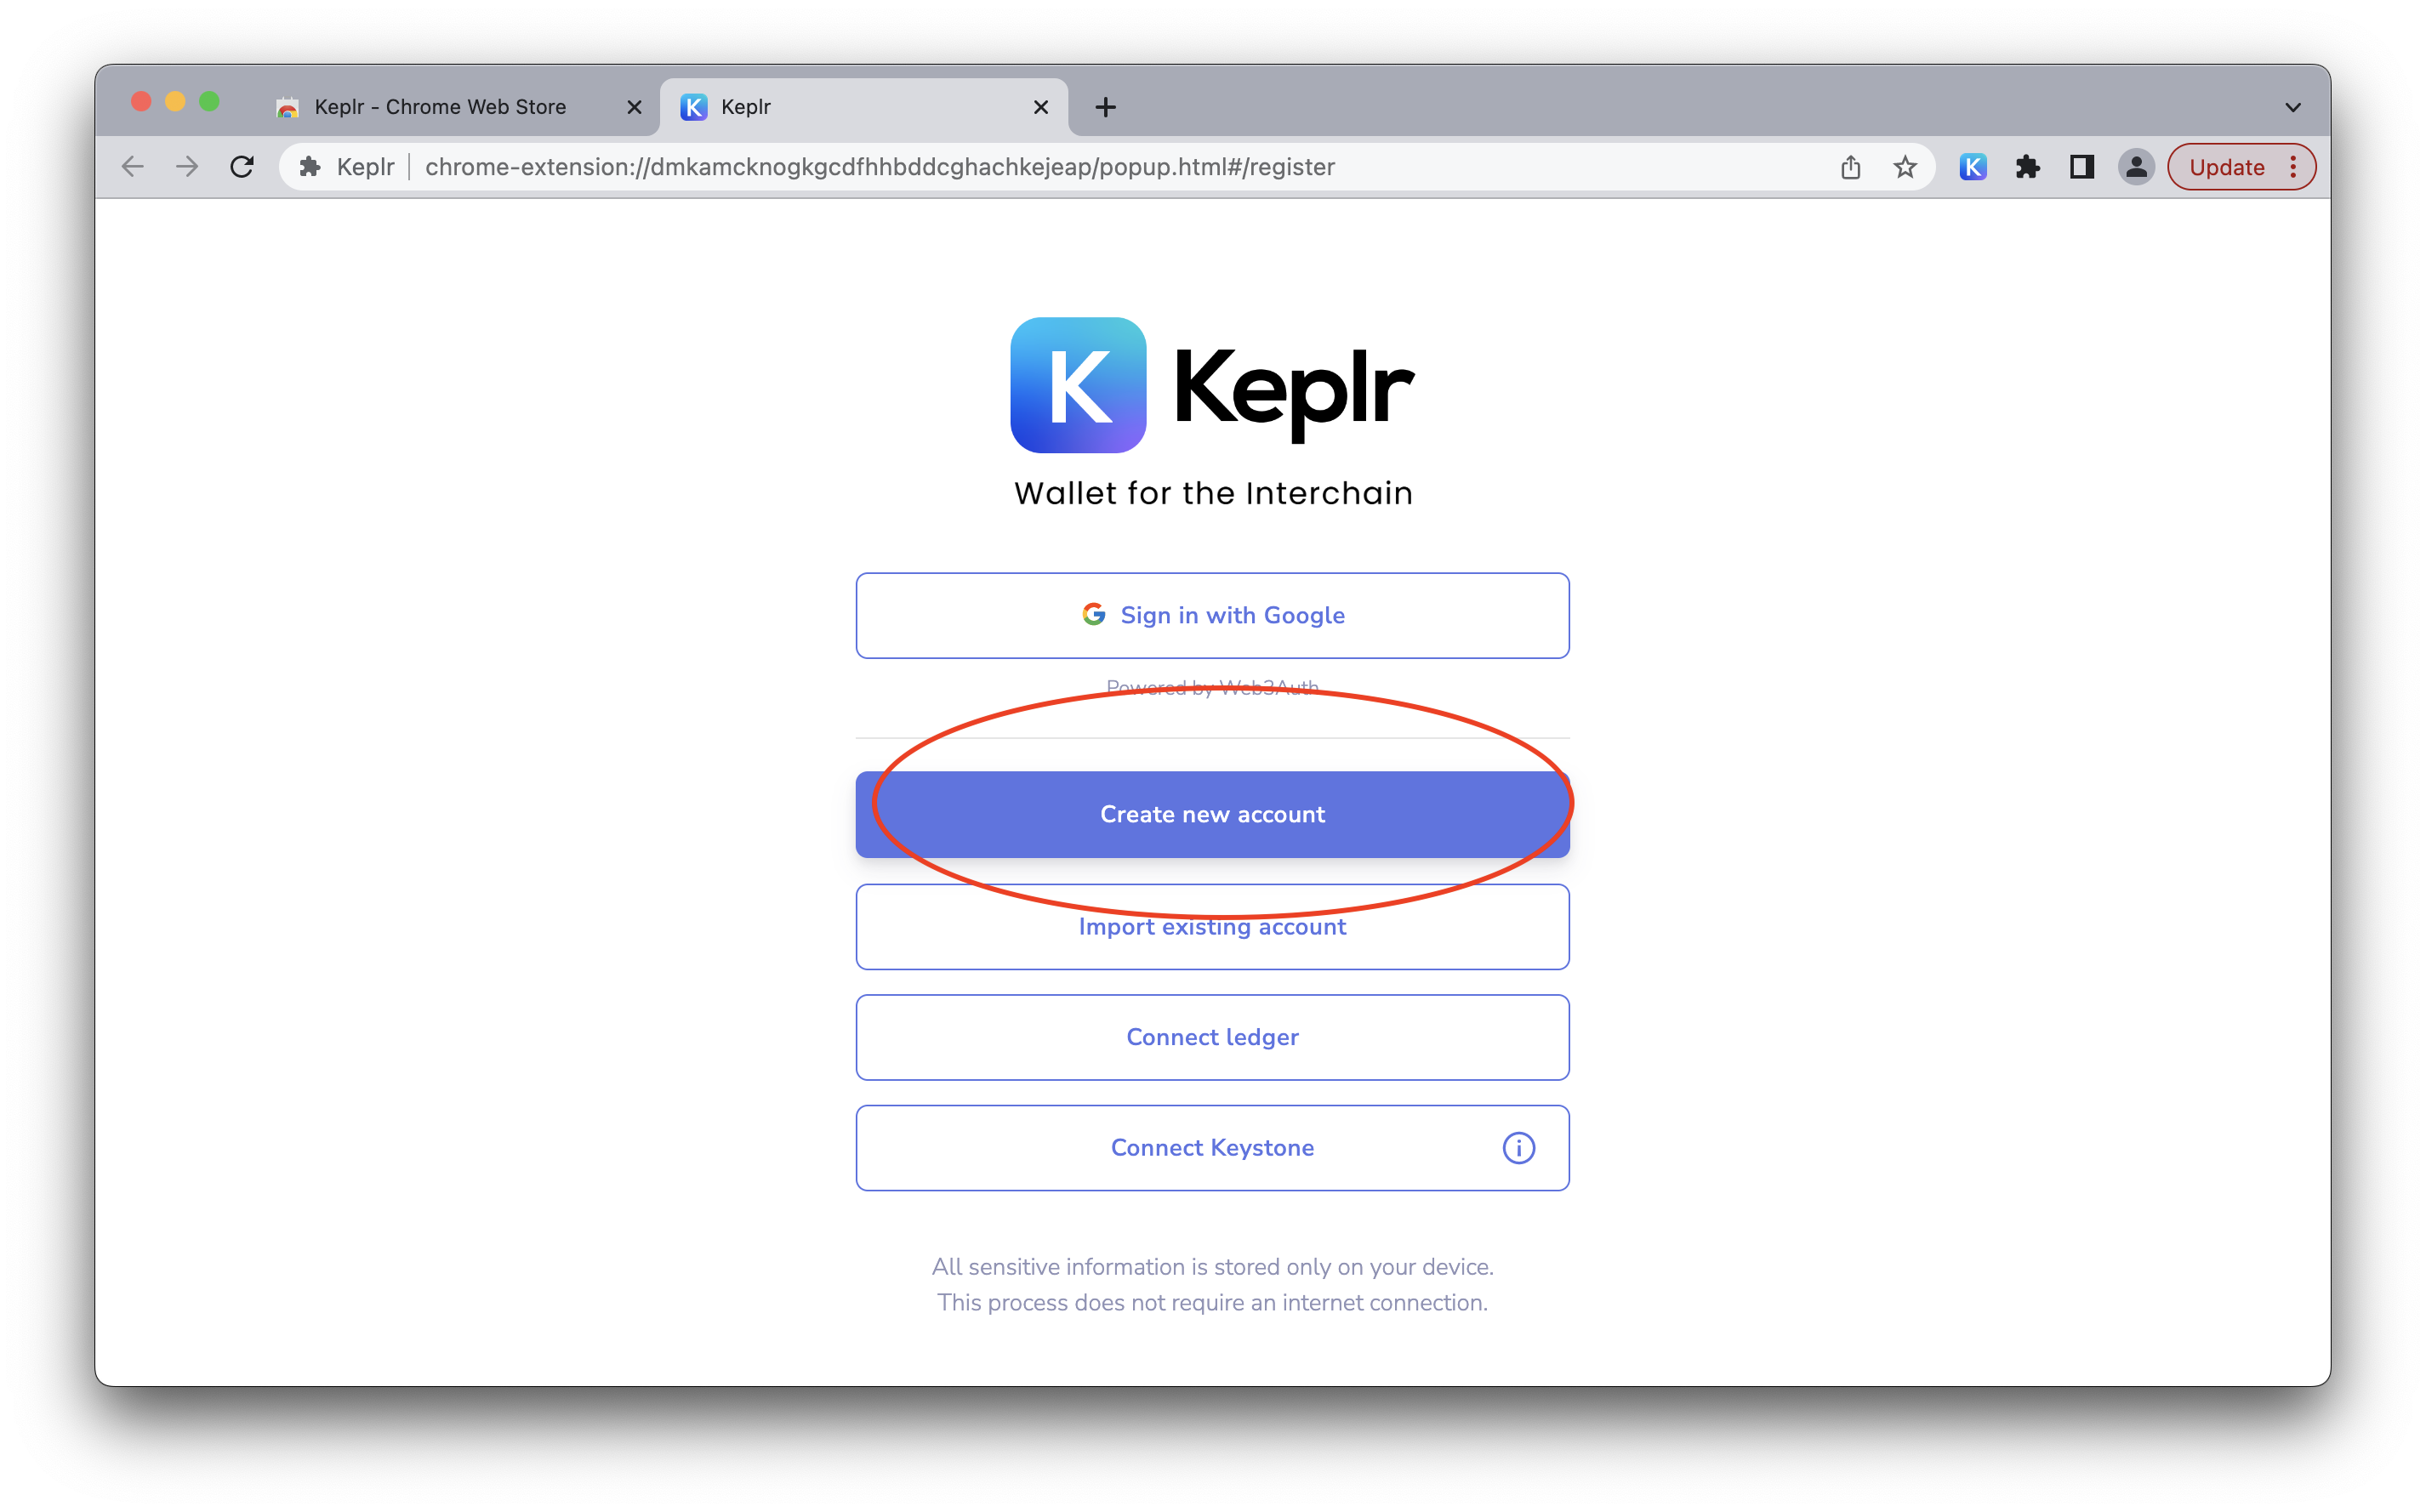 Keplr - Chrome Web Store
Keplr
Keplr | chrome-extension://dmkamcknogkgcdfhhbddcghachkejeap/popup.html#/register
Update
K Keplr
Wallet for the Interchain
Sign in with Google
Powered by Web3Auth
Create new account
Import existing account
Connect ledger
Connect Keystone
All sensitive information is stored only on your device.
This process does not require an internet connection.